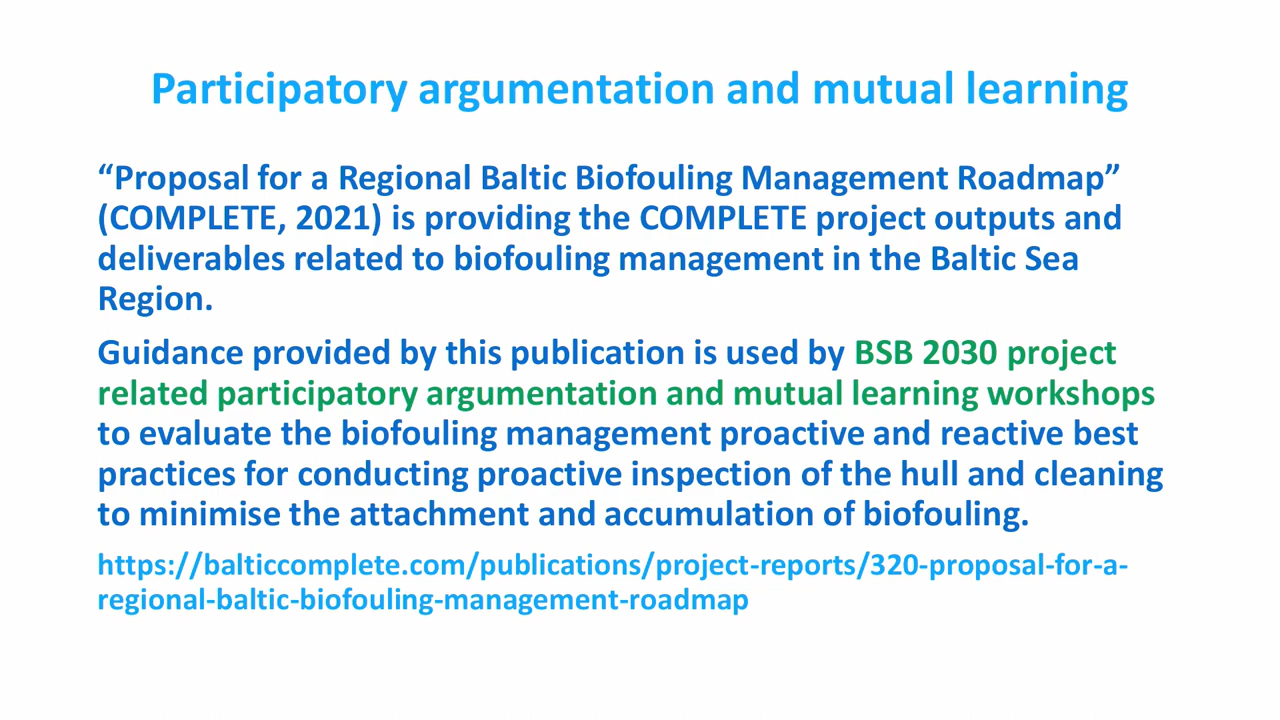 Participatory argumentation and mutual learning
“Proposal for a Regional Baltic Biofouling Management Roadmap”
(COMPLETE, 2021) is providing the COMPLETE project outputs and
deliverables related to biofouling management in the Baltic Sea
Region.
Guidance provided by this publication is used by BSB 2030 project
related participatory argumentation and mutual learning workshops
to evaluate the biofouling management proactive and reactive best
practices for conducting proactive inspection of the hull and cleaning
to minimise the attachment and accumulation of biofouling.
https://balticcomplete.com/publications/project-reports/320-proposal-for-a-
regional-baltic-biofouling-management-roadmap